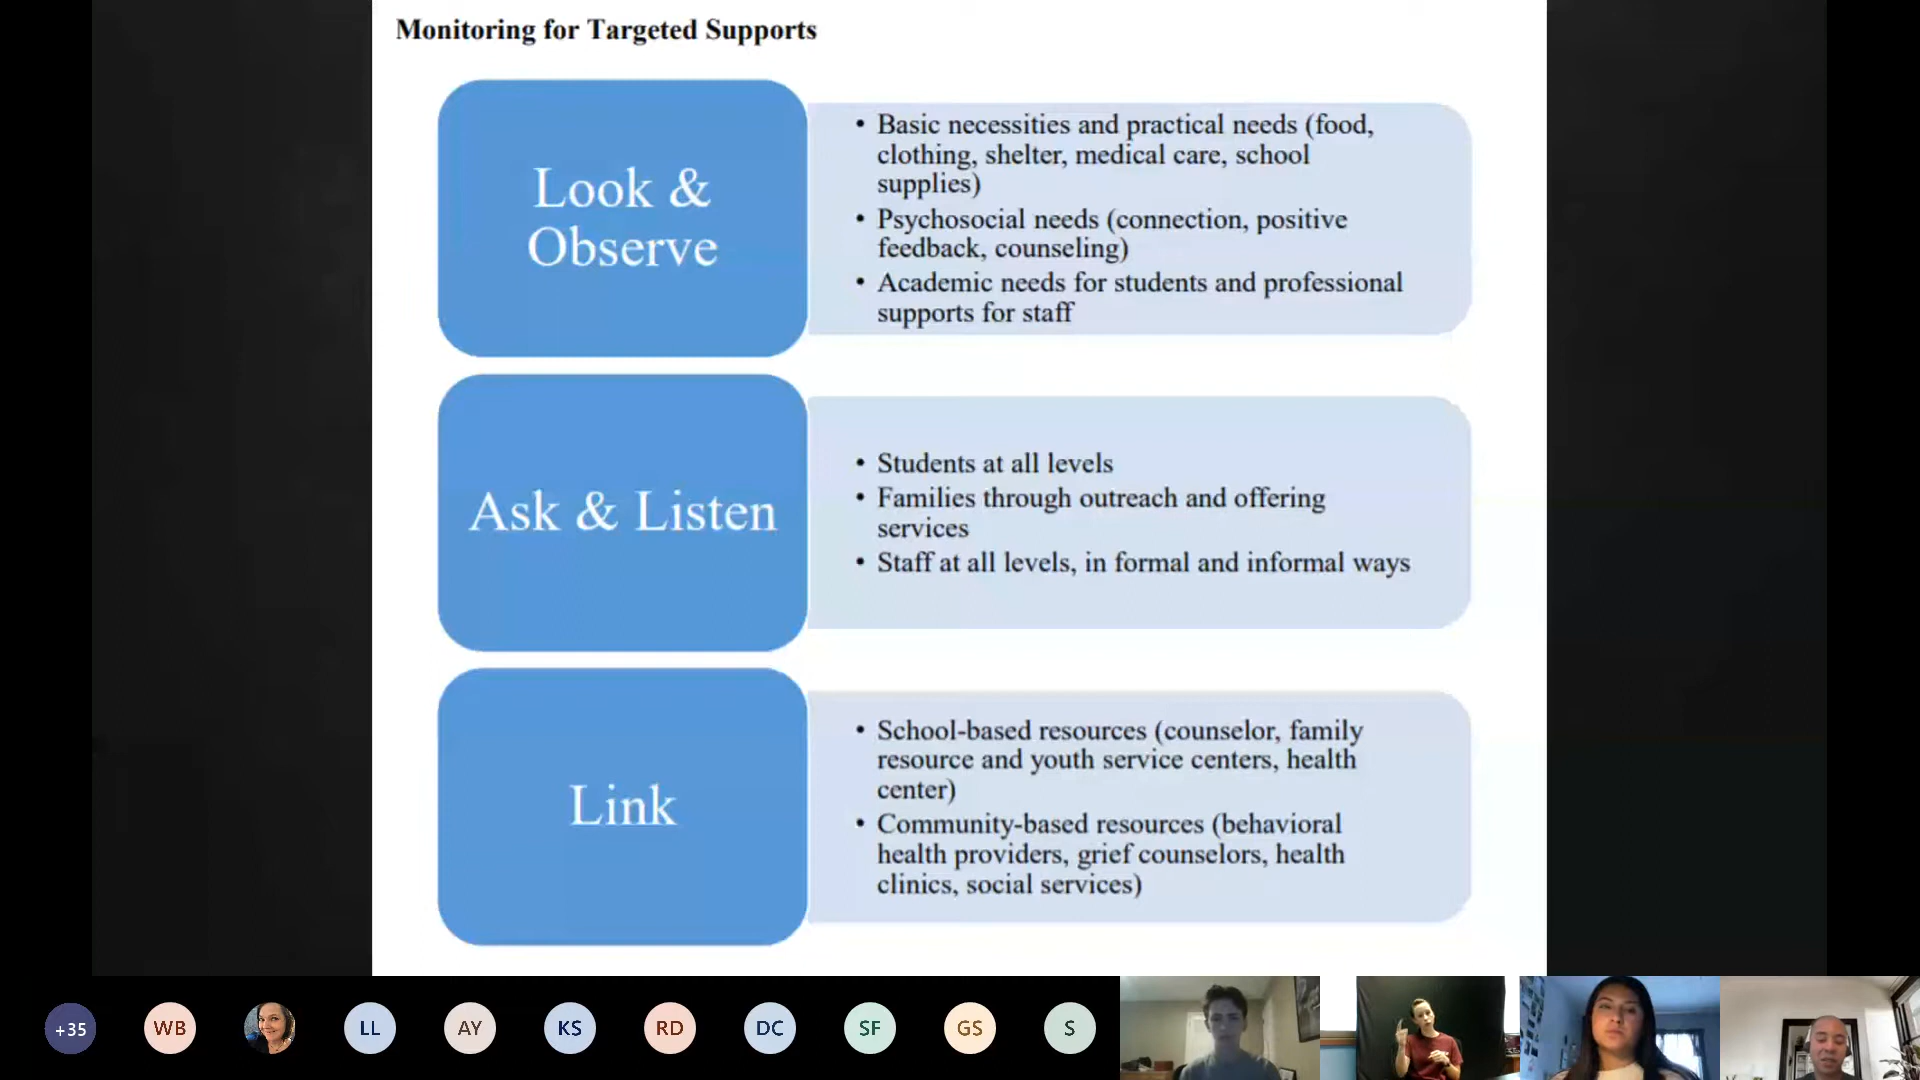 Monitoring for Targeted Supports
Look &
Observe
• Basic necessities and practical needs (food,
clothing, shelter, medical care, school
supplies)
• Psychosocial needs (connection, positive
feedback, counseling)
• Academic needs for students and professional
supports for staff
Ask & Listen
• Students at all levels
• Families through outreach and offering
services
• Staff at all levels, in formal and informal ways
Link
• School-based resources (counselor, family
resource and youth service centers, health
center)
• Community-based resources (behavioral
health providers, grief counselors, health
clinics, social services)
+35 WB LL AY KS RD DC SF GS S